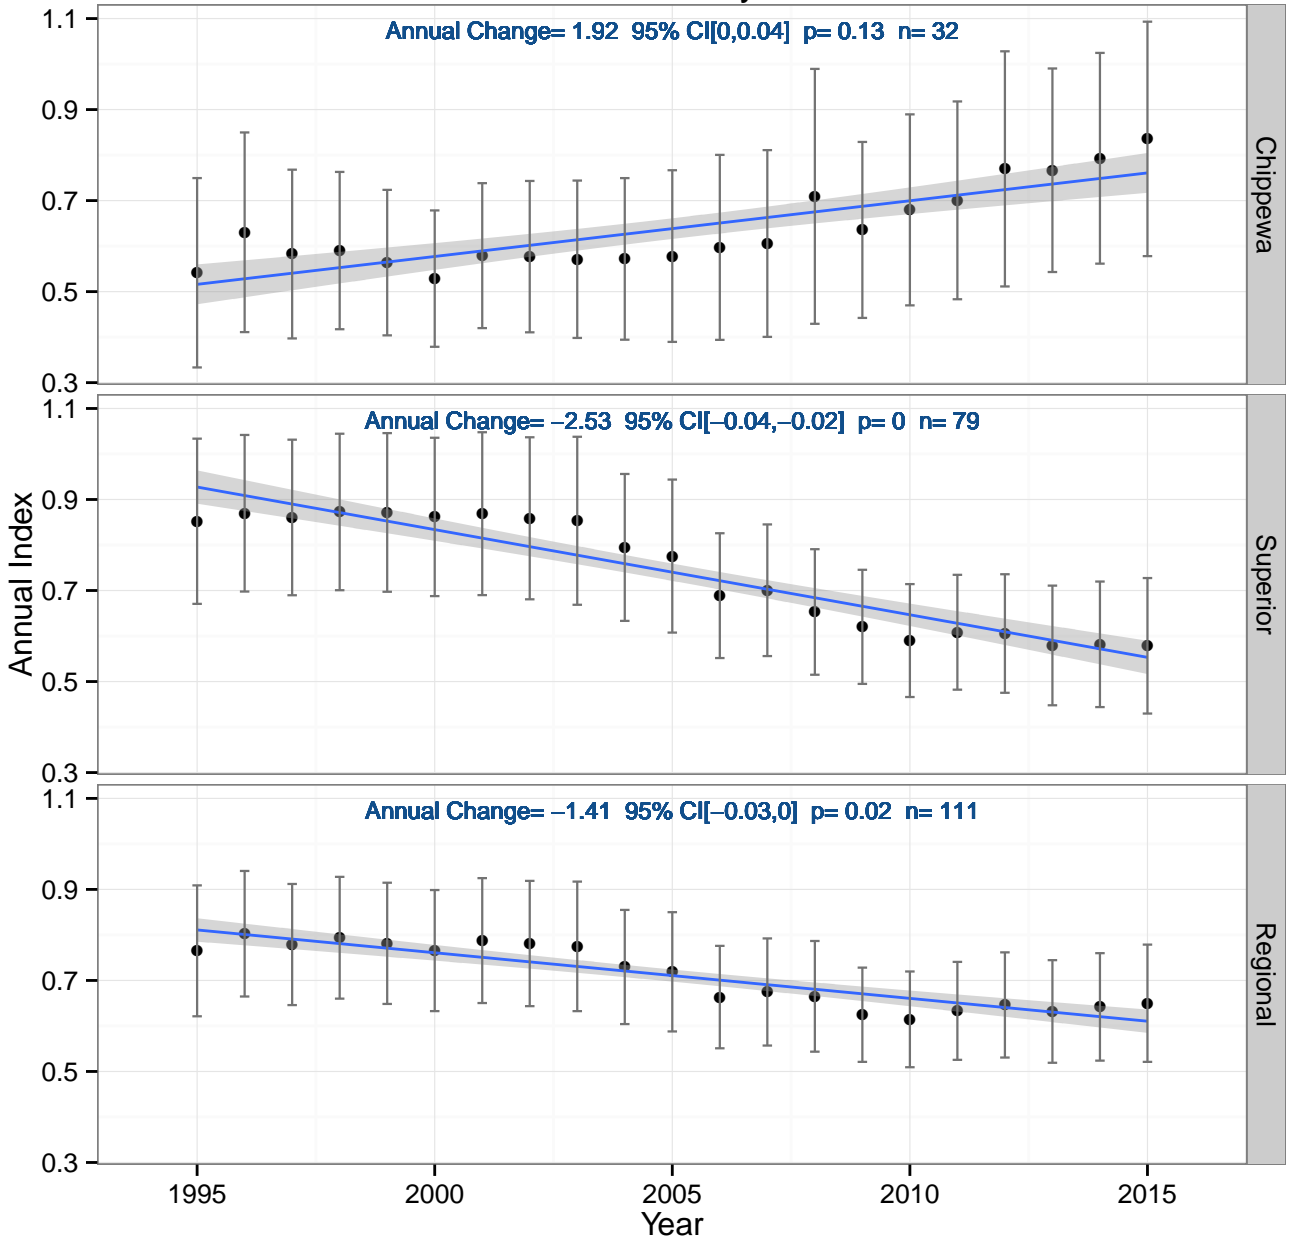 Annual Change= 1.92 95% CI[0,0.04] p= 0.13 n= 32
1.1
0.9
0.7
0.5
0.3
Chippewa
Annual Change= −2.53 95% CI[−0.04,−0.02] p= 0 n= 79
1.1
0.9
0.7
0.5
0.3
Superior
Annual Index
Annual Change= −1.41 95% CI[−0.03,0] p= 0.02 n= 111
1.1
0.9
0.7
0.5
0.3
Regional
1995 2000 2005 2010 2015
Year